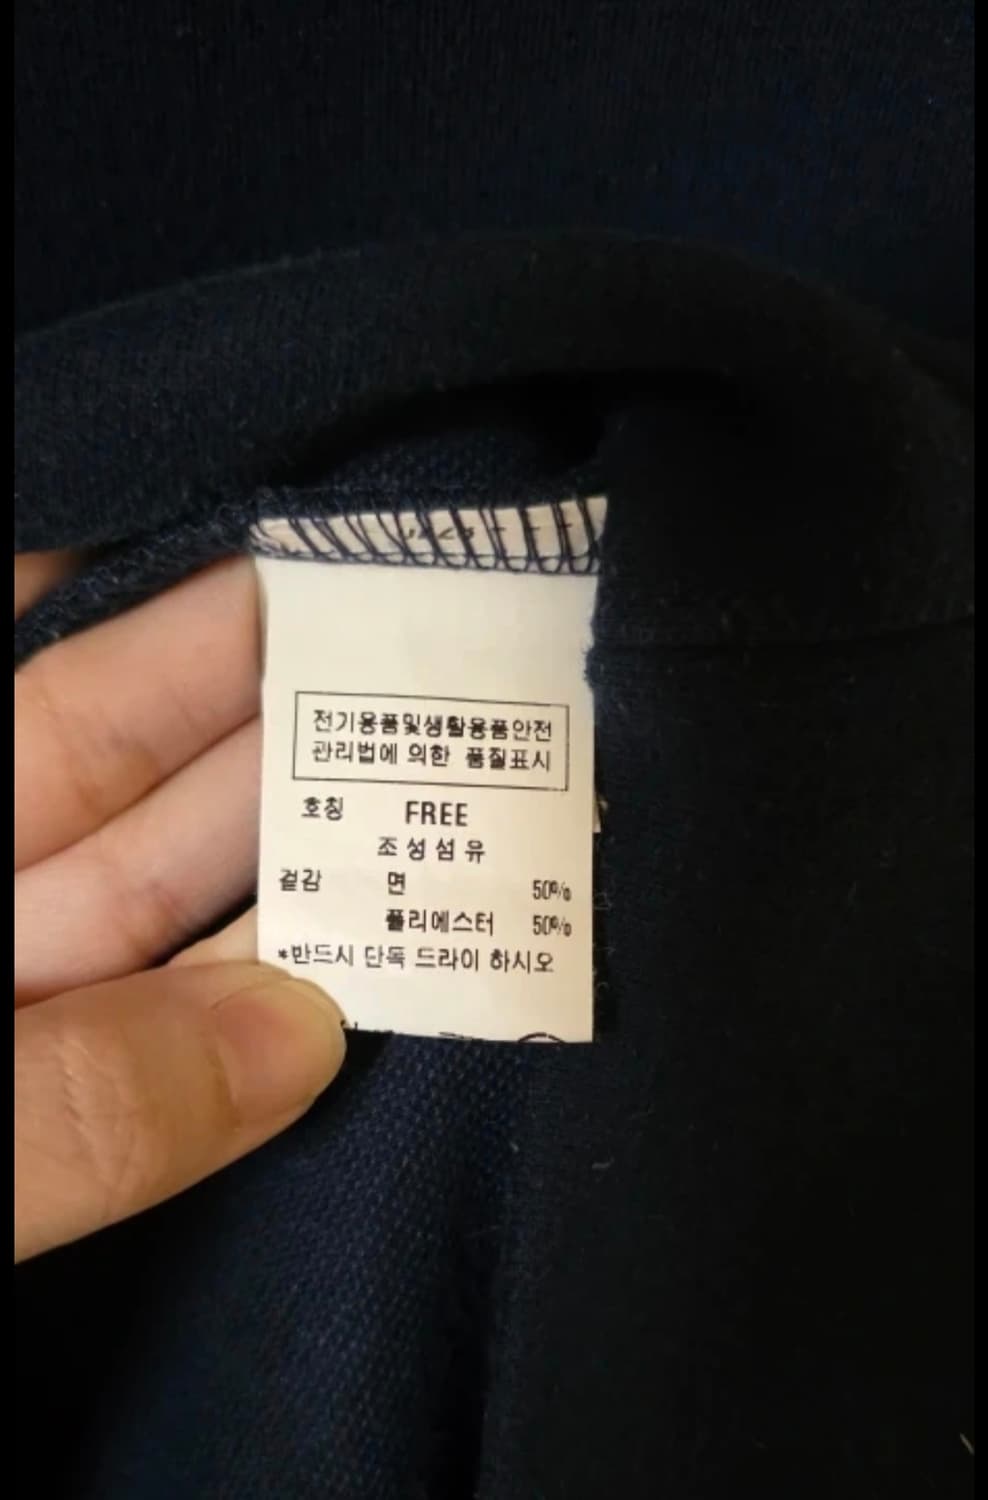 전기용품및생활용품안전
관리법에 의한 품질표시
호칭 FREE
조성섬유
겉감 면 50%
폴리에스터 50%
*반드시 단독 드라이 하시오